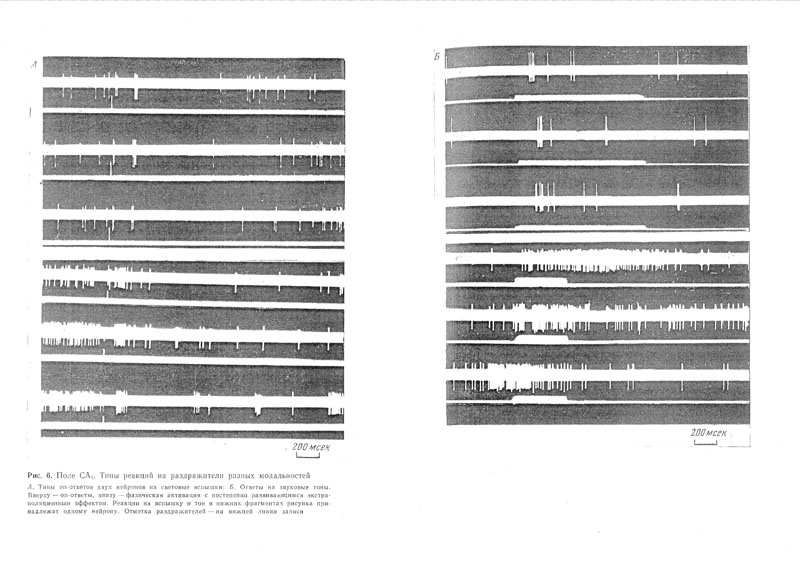 А
Б
200 мсек
200 мсек
Рис. 6. Поле СА₃. Типы реакций на раздражители разных модальностей
А. Типы on-ответов двух нейронов на световые вспышки; Б. Ответы на звуковые тоны.
Вверху — on-ответы, внизу — фазическая активация с постепенно развивающимся экстра-
поляционным эффектом. Реакции на вспышку и тон в нижних фрагментах рисунка при-
надлежат одному нейрону. Отметка раздражителей — на нижней линии записи